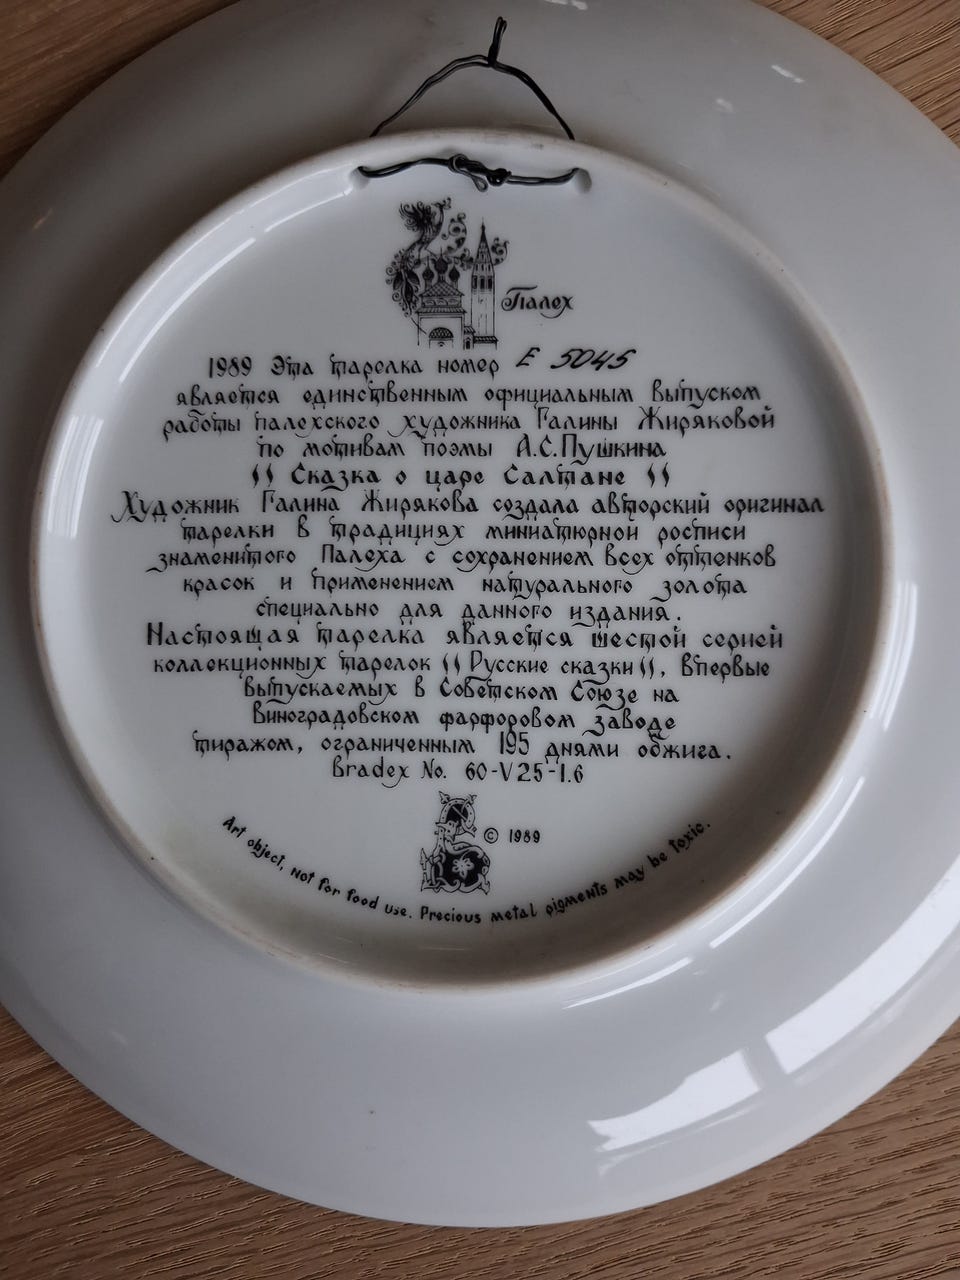 Палех
1989 Эта тарелка номер E 5045
является единственным официальным выпуском
работы палехского художника Галины Жиряковой
по мотивам поэмы А.С.Пушкина
"Сказка о царе Салтане"
Художник Галина Жирякова создала авторский оригинал
тарелки в традициях миниатюрной росписи
знаменитого Палеха с сохранением всех оттенков
красок и применением натурального золота
специально для данного издания.
Настоящая тарелка является шестой серией
коллекционных тарелок "Русские сказки", впервые
выпускаемых в Советском Союзе на
Виноградовском фарфоровом заводе
тиражом, ограниченным 195 днями обжига.
Bradex No. 60-V25-1.6
© 1989
Art object, not for food use. Precious metal pigments may be toxic.